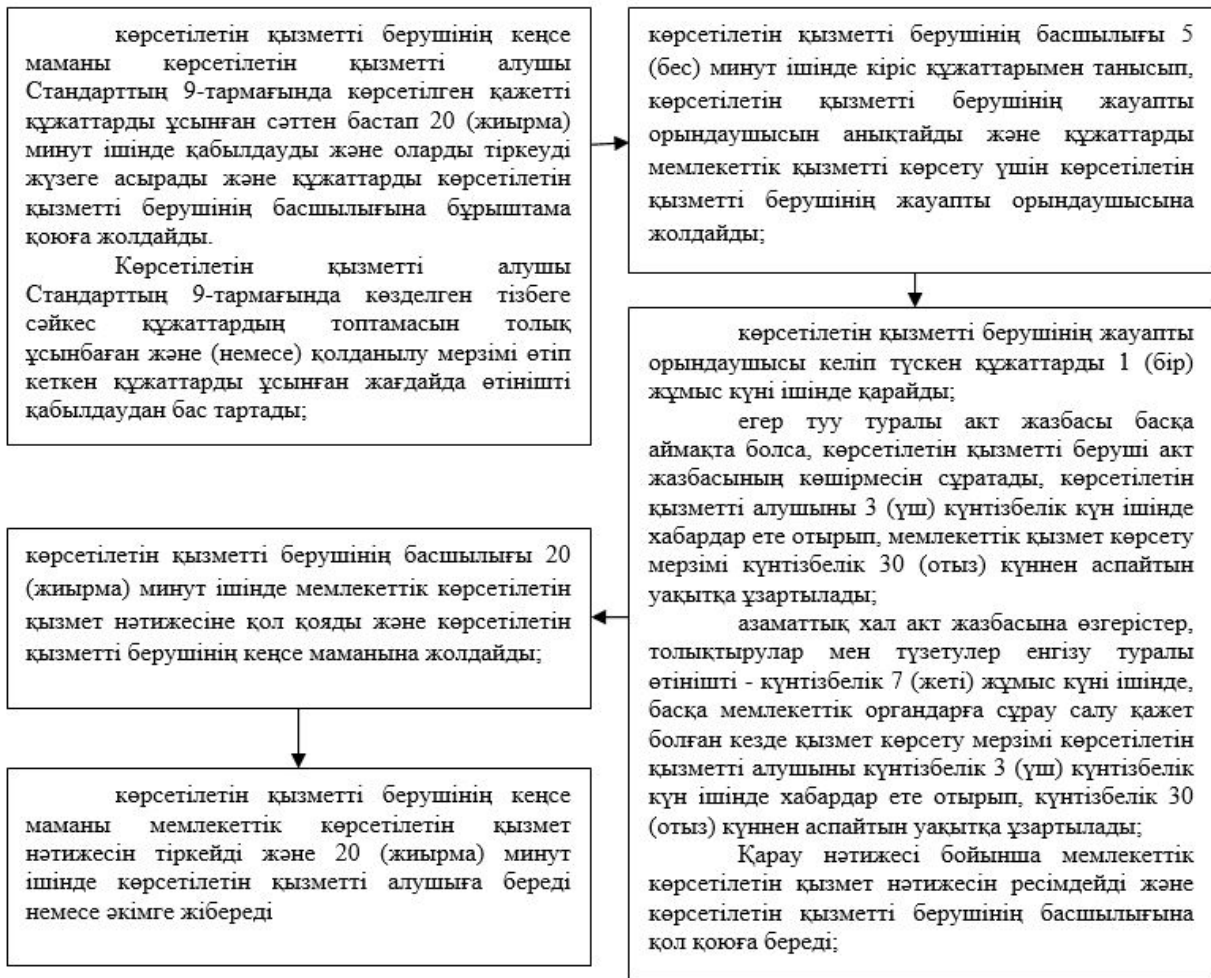 көрсетілетін қызметті берушінің кеңсе
маманы көрсетілетін қызметті алушы
Стандарттың 9-тармағында көрсетілген қажетті
құжаттарды ұсынған сәттен бастап 20 (жиырма)
минут ішінде қабылдауды және оларды тіркеуді
жүзеге асырады және құжаттарды көрсетілетін
қызметті берушінің басшылығына бұрыштама
қоюға жолдайды.
Көрсетілетін қызметті алушы
Стандарттың 9-тармағында көзделген тізбеге
сәйкес құжаттардың топтамасын толық
ұсынбаған және (немесе) қолданылу мерзімі өтіп
кеткен құжаттарды ұсынған жағдайда өтінішті
қабылдаудан бас тартады;
көрсетілетін қызметті берушінің басшылығы 5
(бес) минут ішінде кіріс құжаттарымен танысып,
көрсетілетін қызметті берушінің жауапты
орындаушысын анықтайды және құжаттарды
мемлекеттік қызметті көрсету үшін көрсетілетін
қызметті берушінің жауапты орындаушысына
жолдайды;
көрсетілетін қызметті берушінің жауапты
орындаушысы келіп түскен құжаттарды 1 (бір)
жұмыс күні ішінде қарайды;
егер туу туралы акт жазбасы басқа
аймақта болса, көрсетілетін қызметті беруші акт
жазбасының көшірмесін сұратады, көрсетілетін
қызметті алушыны 3 (үш) күнтізбелік күн ішінде
хабардар ете отырып, мемлекеттік қызмет көрсету
мерзімі күнтізбелік 30 (отыз) күннен аспайтын
уақытқа ұзартылады;
азаматтық хал акт жазбасына өзгерістер,
толықтырулар мен түзетулер енгізу туралы
өтінішті - күнтізбелік 7 (жеті) жұмыс күні ішінде,
басқа мемлекеттік органдарға сұрау салу қажет
болған кезде қызмет көрсету мерзімі көрсетілетін
қызметті алушыны күнтізбелік 3 (үш) күнтізбелік
күн ішінде хабардар ете отырып, күнтізбелік 30
(отыз) күннен аспайтын уақытқа ұзартылады;
Қарау нәтижесі бойынша мемлекеттік
көрсетілетін қызмет нәтижесін ресімдейді және
көрсетілетін қызметті берушінің басшылығына
қол қоюға береді;
көрсетілетін қызметті берушінің басшылығы 20
(жиырма) минут ішінде мемлекеттік көрсетілетін
қызмет нәтижесіне қол қояды және көрсетілетін
қызметті берушінің кеңсе маманына жолдайды;
көрсетілетін қызметті берушінің кеңсе
маманы мемлекеттік көрсетілетін қызмет
нәтижесін тіркейді және 20 (жиырма) минут
ішінде көрсетілетін қызметті алушыға береді
немесе әкімге жібереді